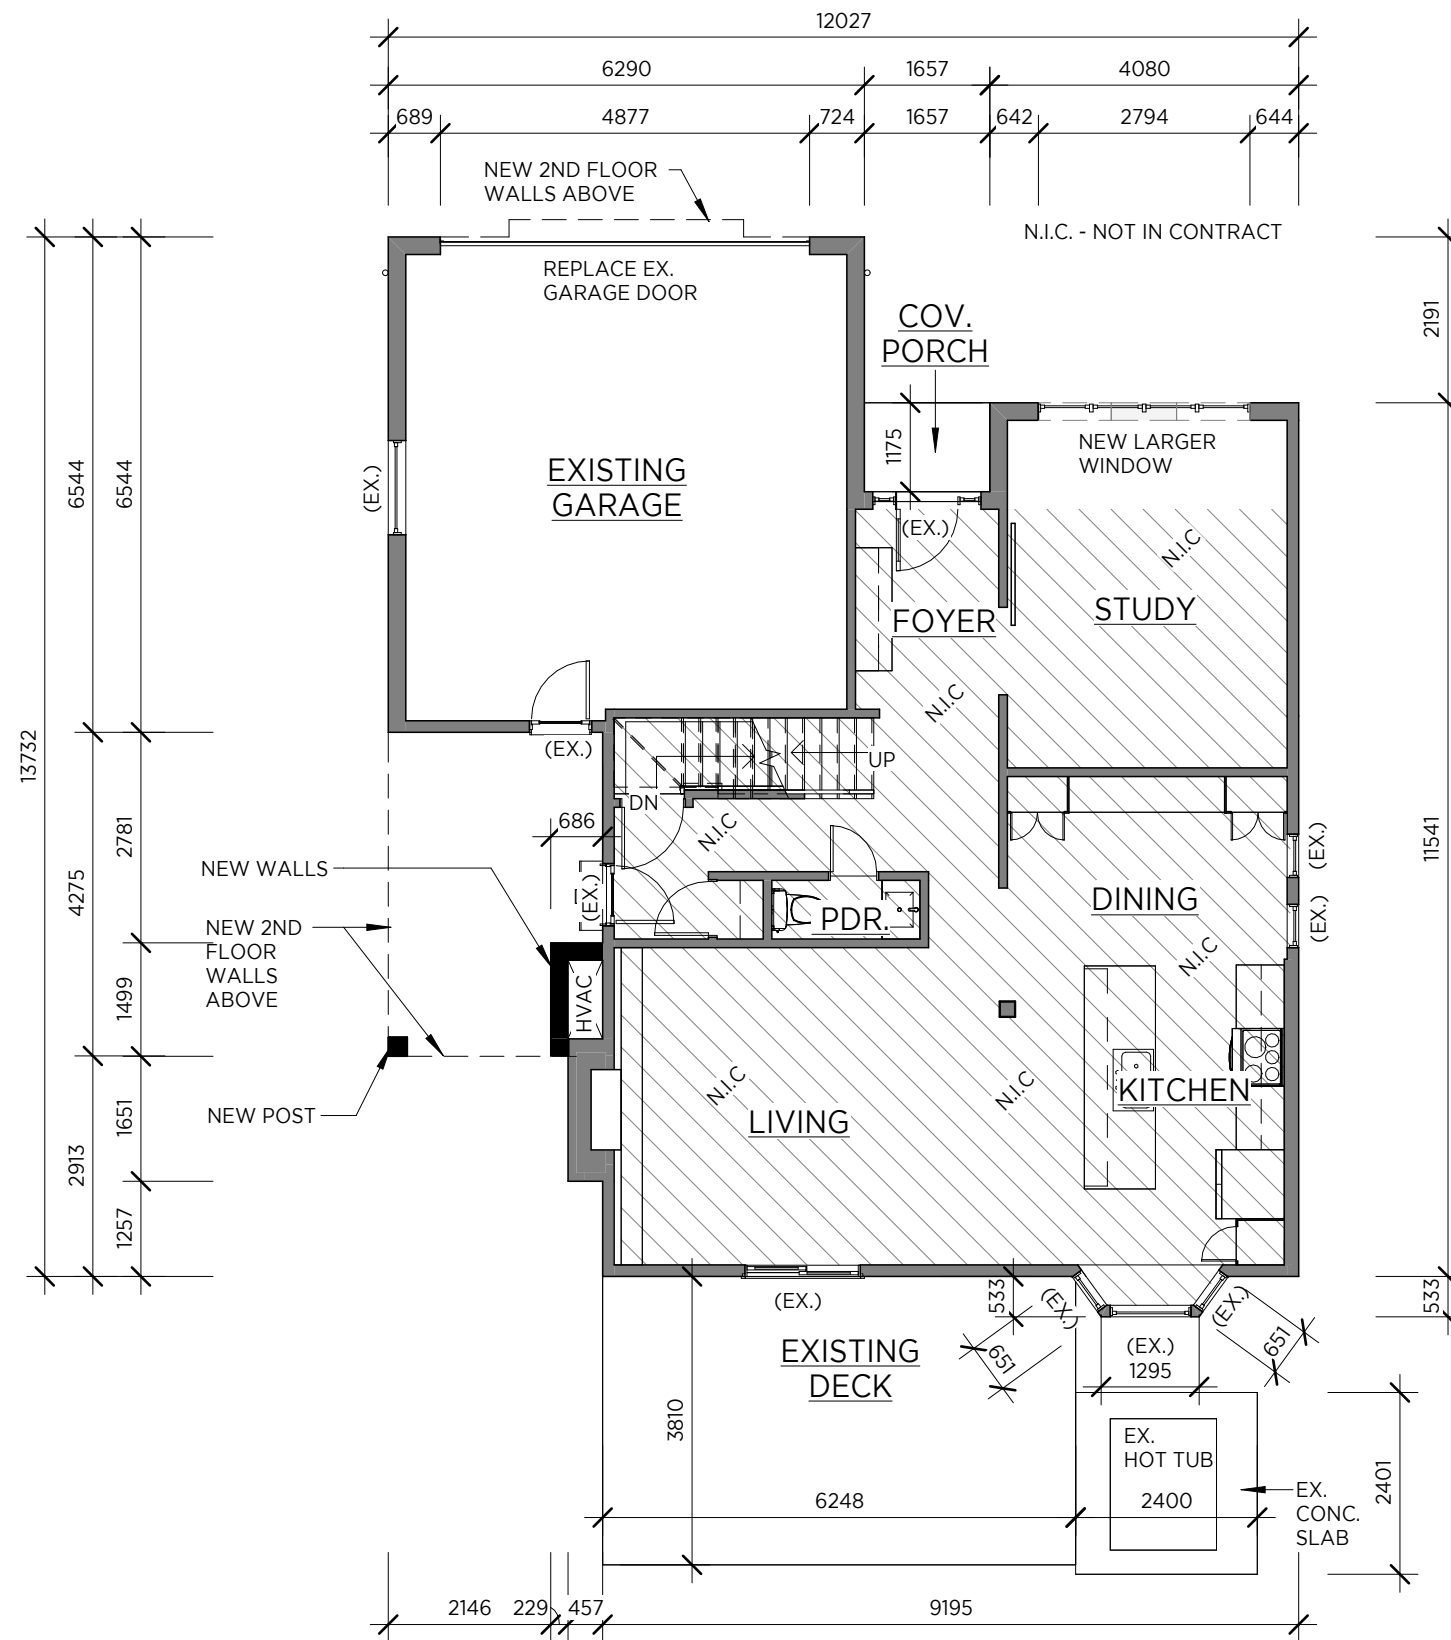 12027
6290
1657
4080
689
4877
724
1657
642
2794
644
NEW 2ND FLOOR
WALLS ABOVE
N.I.C. - NOT IN CONTRACT
REPLACE EX.
GARAGE DOOR
COV.
PORCH
2191
1175
NEW LARGER
WINDOW
6544
6544
(EX.)
EXISTING
GARAGE
(EX.)
N.I.C
FOYER
STUDY
N.I.C
13732
(EX.)
UP
DN
686
N.I.C
2781
4275
(EX.)
11541
NEW WALLS
(EX.)
DINING
(EX.)
PDR.
NEW 2ND
FLOOR
WALLS
ABOVE
N.I.C
1499
HVAC
N.I.C
N.I.C
KITCHEN
NEW POST
LIVING
1651
2913
1257
(EX.)
533
(EX.)
(EX.)
533
651
651
(EX.)
1295
EXISTING
DECK
3810
EX.
HOT TUB
6248
2400
2401
EX.
CONC.
SLAB
2146
229
457
9195